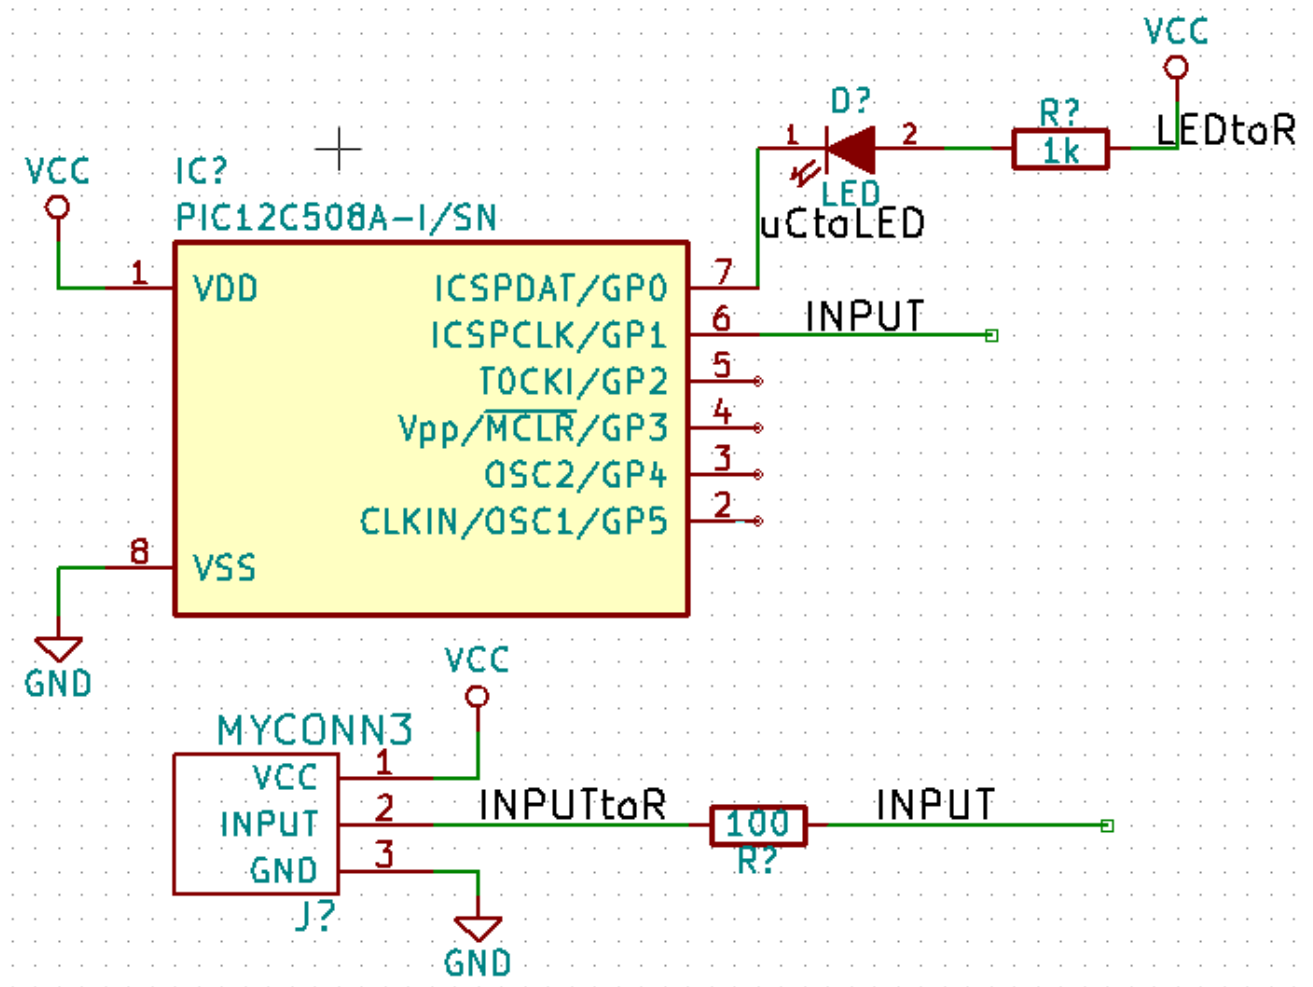 VCC
D?
R?
LEDtoR
1
2
1k
VCC
IC?
LED
PIC12C508A-I/SN
uCtoLED
1
VDD
ICSPDAT/GP0
7
ICSPCLK/GP1
6
INPUT
T0CKI/GP2
5
Vpp/MCLR/GP3
4
OSC2/GP4
3
CLKIN/OSC1/GP5
2
8
VSS
GND
VCC
MYCONN3
VCC
1
INPUT
2
INPUTtoR
100
INPUT
GND
3
R?
J?
GND